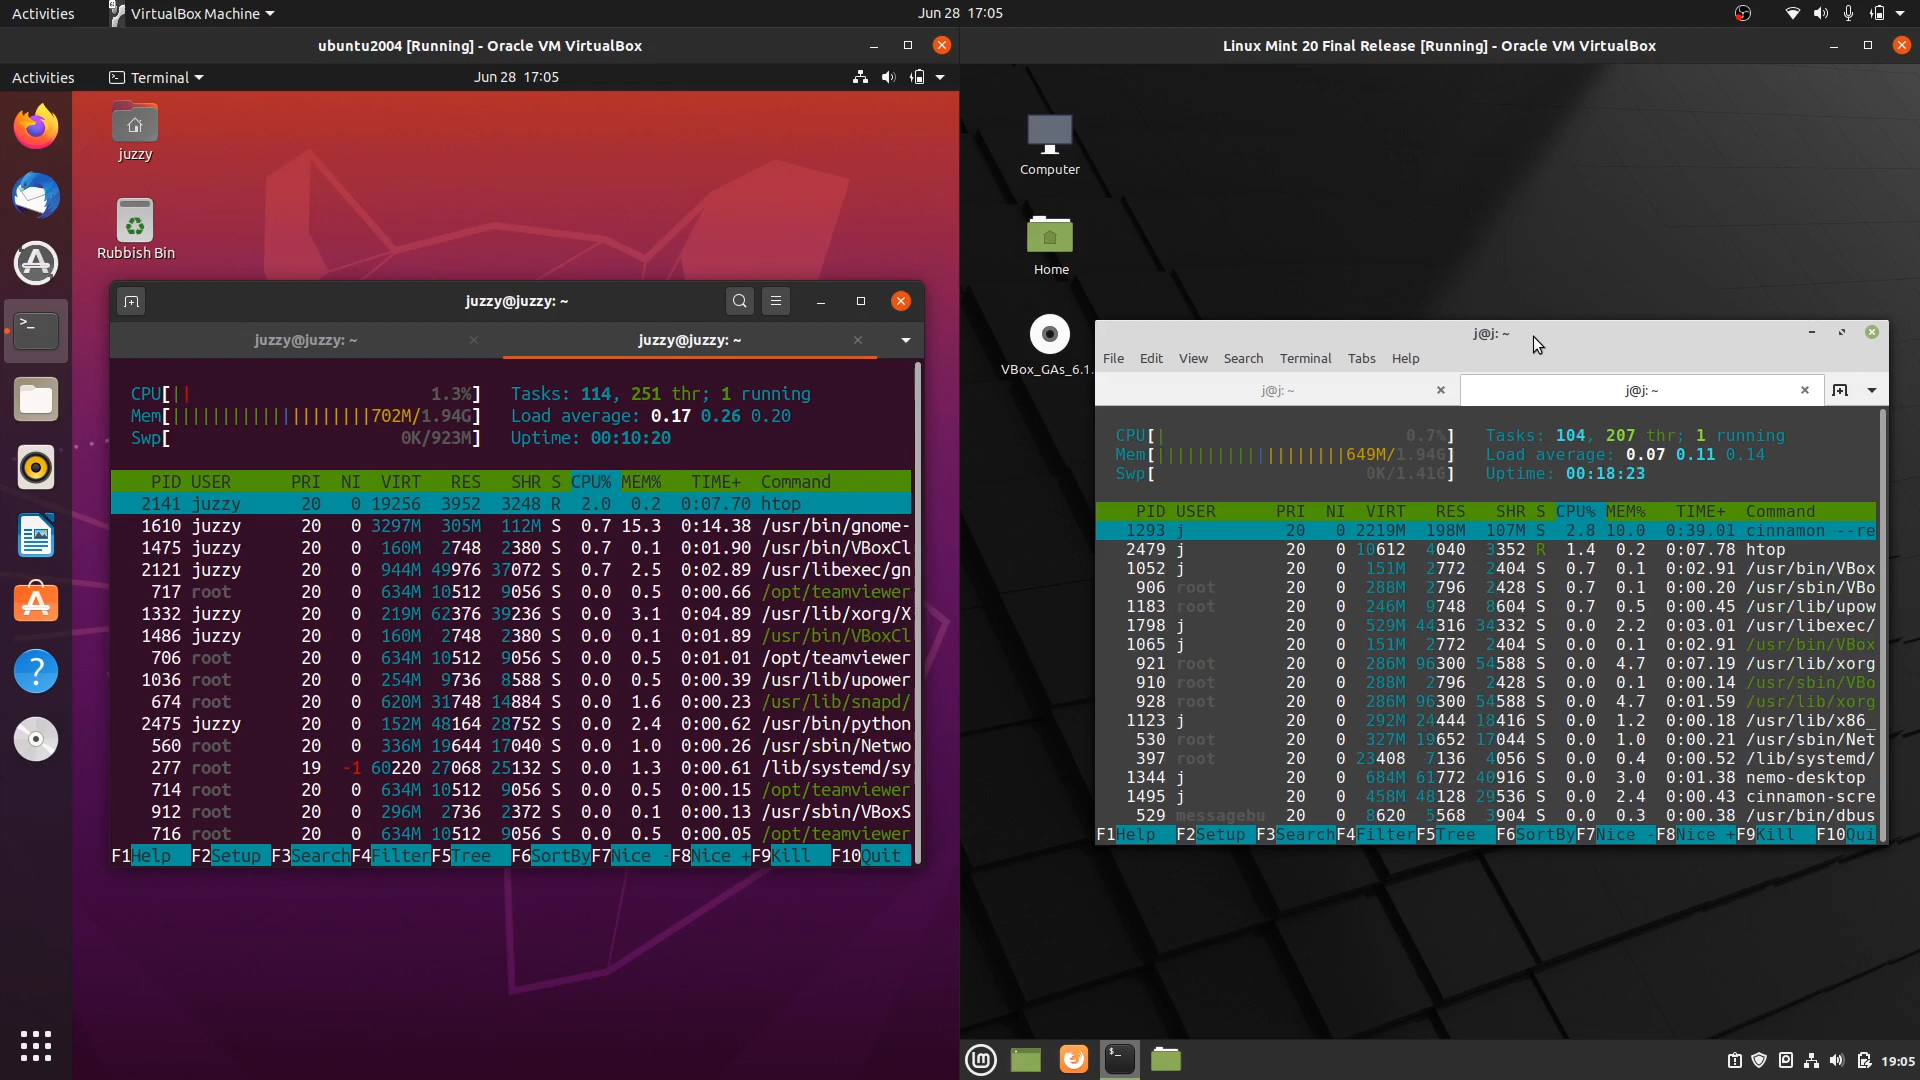 Activities VirtualBox Machine Jun 28 17:05
ubuntu2004 [Running] - Oracle VM VirtualBox
Activities Terminal Jun 28 17:05
juzzy
Rubbish Bin
juzzy@juzzy: ~
juzzy@juzzy: ~ juzzy@juzzy: ~
CPU[|| 1.3%] Tasks: 114, 251 thr; 1 running
Mem[||||||||||||||||||||702M/1.94G] Load average: 0.17 0.26 0.20
Swp[ 0K/923M] Uptime: 00:10:20
PID USER PRI NI VIRT RES SHR S CPU% MEM% TIME+ Command
2141 juzzy 20 0 19256 3952 3248 R 2.0 0.2 0:07.70 htop
1610 juzzy 20 0 3297M 305M 112M S 0.7 15.3 0:14.38 /usr/bin/gnome-
1475 juzzy 20 0 160M 2748 2380 S 0.7 0.1 0:01.90 /usr/bin/VBoxCl
2121 juzzy 20 0 944M 49976 37072 S 0.7 2.5 0:02.89 /usr/libexec/gn
717 root 20 0 634M 10512 9056 S 0.0 0.5 0:00.66 /opt/teamviewer
1332 juzzy 20 0 219M 62376 39236 S 0.0 3.1 0:04.89 /usr/lib/xorg/X
1486 juzzy 20 0 160M 2748 2380 S 0.0 0.1 0:01.89 /usr/bin/VBoxCl
706 root 20 0 634M 10512 9056 S 0.0 0.5 0:01.01 /opt/teamviewer
1036 root 20 0 254M 9736 8588 S 0.0 0.5 0:00.39 /usr/lib/upower
674 root 20 0 620M 31748 14884 S 0.0 1.6 0:00.23 /usr/lib/snapd/
2475 juzzy 20 0 152M 48164 28752 S 0.0 2.4 0:00.62 /usr/bin/python
560 root 20 0 336M 19644 17040 S 0.0 1.0 0:00.26 /usr/sbin/Netwo
277 root 19 -1 60220 27068 25132 S 0.0 1.3 0:00.61 /lib/systemd/sy
714 root 20 0 634M 10512 9056 S 0.0 0.5 0:00.15 /opt/teamviewer
912 root 20 0 296M 2736 2372 S 0.0 0.1 0:00.13 /usr/sbin/VBoxS
716 root 20 0 634M 10512 9056 S 0.0 0.5 0:00.05 /opt/teamviewer
F1Help F2Setup F3SearchF4FilterF5Tree F6SortByF7Nice -F8Nice +F9Kill F10Quit
Linux Mint 20 Final Release [Running] - Oracle VM VirtualBox
Computer
Home
VBox_GAs_6.1.
j@j: ~
File Edit View Search Terminal Tabs Help
j@j: ~ j@j: ~
CPU[| 0.7%] Tasks: 104, 207 thr; 1 running
Mem[|||||||||||||||||||649M/1.94G] Load average: 0.07 0.11 0.14
Swp[ 0K/1.41G] Uptime: 00:18:23
PID USER PRI NI VIRT RES SHR S CPU% MEM% TIME+ Command
1293 j 20 0 2219M 198M 107M S 2.8 10.0 0:39.01 cinnamon --re
2479 j 20 0 10612 4040 3352 R 1.4 0.2 0:07.78 htop
1052 j 20 0 151M 2772 2404 S 0.7 0.1 0:02.91 /usr/bin/VBox
906 root 20 0 288M 2796 2428 S 0.7 0.1 0:00.20 /usr/sbin/VBo
1183 root 20 0 246M 9748 8604 S 0.7 0.5 0:00.45 /usr/lib/upow
1798 j 20 0 529M 44316 34332 S 0.0 2.2 0:03.01 /usr/libexec/
1065 j 20 0 151M 2772 2404 S 0.0 0.1 0:02.91 /usr/bin/VBox
921 root 20 0 286M 96300 54588 S 0.0 4.7 0:07.19 /usr/lib/xorg
910 root 20 0 288M 2796 2428 S 0.0 0.1 0:00.14 /usr/sbin/VBo
928 root 20 0 286M 96300 54588 S 0.0 4.7 0:01.59 /usr/lib/xorg
1123 j 20 0 292M 24444 18416 S 0.0 1.2 0:00.18 /usr/lib/x86_
530 root 20 0 327M 19652 17044 S 0.0 1.0 0:00.21 /usr/sbin/Net
397 root 20 0 23408 7136 4056 S 0.0 0.4 0:00.52 /lib/systemd/
1344 j 20 0 684M 61772 40916 S 0.0 3.0 0:01.38 nemo-desktop
1495 j 20 0 458M 48128 29536 S 0.0 2.4 0:00.43 cinnamon-scre
529 messagebu 20 0 8620 5568 3904 S 0.0 0.3 0:00.38 /usr/bin/dbus
F1Help F2Setup F3SearchF4FilterF5Tree F6SortByF7Nice -F8Nice +F9Kill F10Qui
19:05